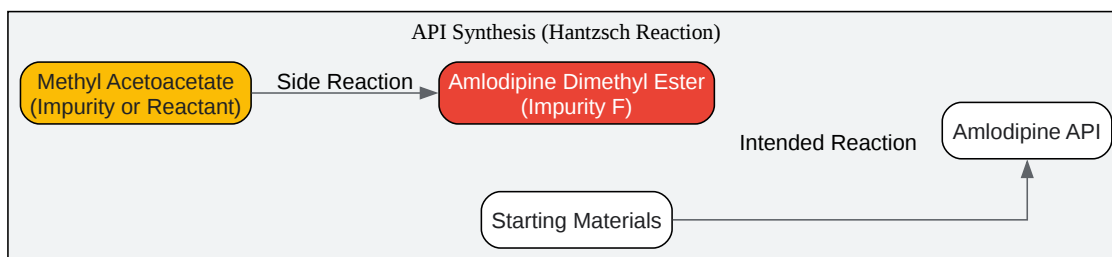 API Synthesis (Hantzsch Reaction)
Methyl Acetoacetate
(Impurity or Reactant)
Side Reaction
Amlodipine Dimethyl Ester
(Impurity F)
Intended Reaction
Amlodipine API
Starting Materials